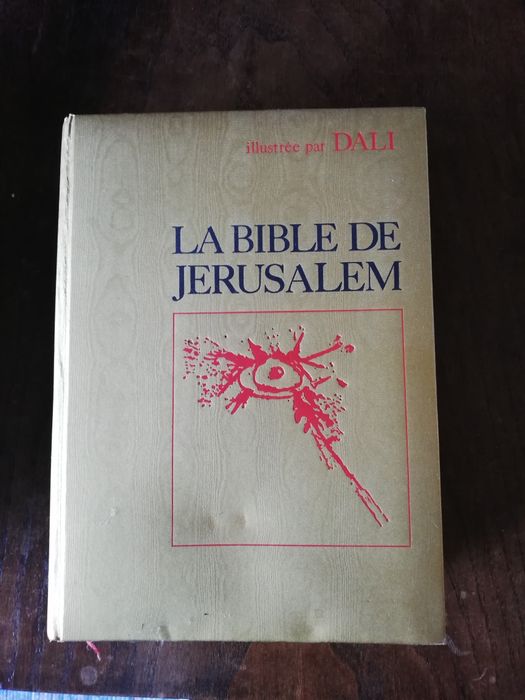 illustrée par DALI
LA BIBLE DE
JERUSALEM